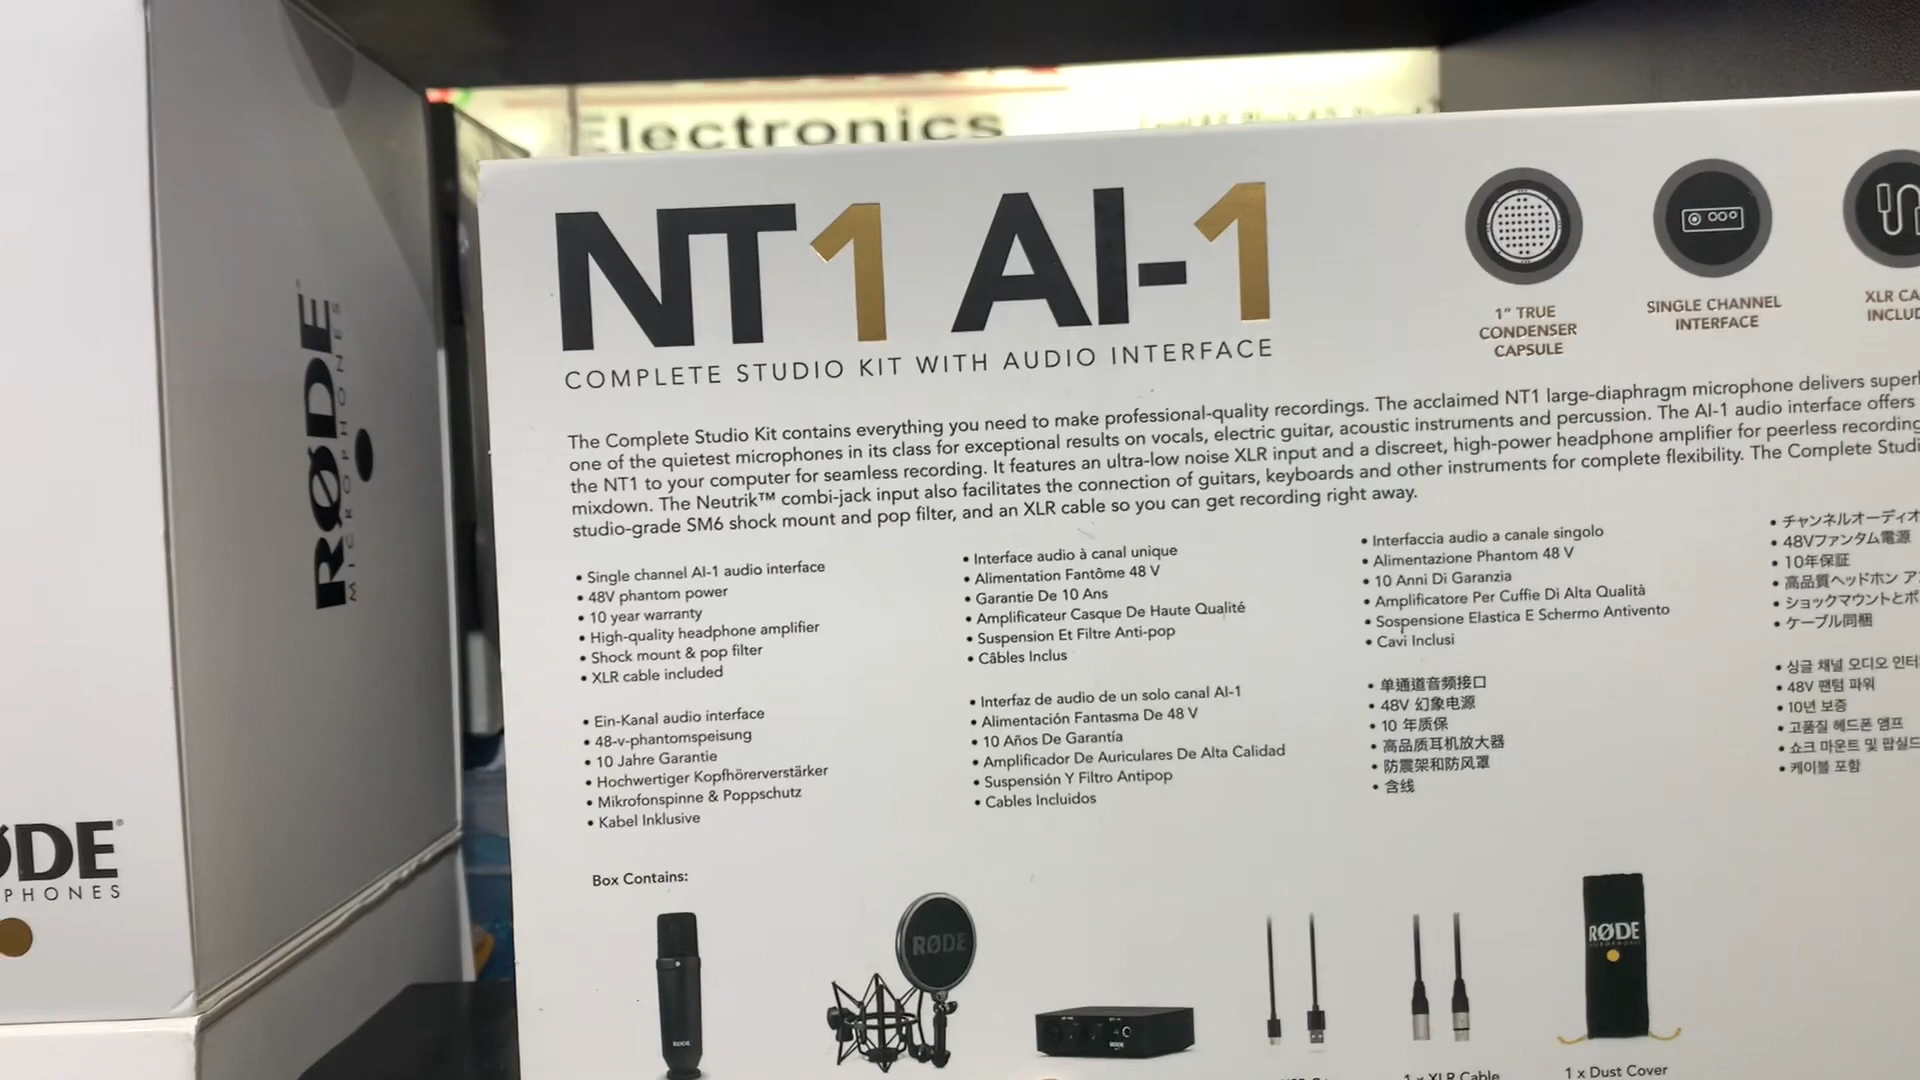 Electronics
RØDE
MICROPHONES
ØDE
PHONES
NT1 AI-1
COMPLETE STUDIO KIT WITH AUDIO INTERFACE
1" TRUE
CONDENSER
CAPSULE
SINGLE CHANNEL
INTERFACE
XLR CA
INCLUD
The Complete Studio Kit contains everything you need to make professional-quality recordings. The acclaimed NT1 large-diaphragm microphone delivers superb
one of the quietest microphones in its class for exceptional results on vocals, electric guitar, acoustic instruments and percussion. The AI-1 audio interface offers
the NT1 to your computer for seamless recording. It features an ultra-low noise XLR input and a discreet, high-power headphone amplifier for peerless recording
mixdown. The Neutrik™ combi-jack input also facilitates the connection of guitars, keyboards and other instruments for complete flexibility. The Complete Studi
studio-grade SM6 shock mount and pop filter, and an XLR cable so you can get recording right away.
• Single channel AI-1 audio interface
• 48V phantom power
• 10 year warranty
• High-quality headphone amplifier
• Shock mount & pop filter
• XLR cable included
• Interface audio à canal unique
• Alimentation Fantôme 48 V
• Garantie De 10 Ans
• Amplificateur Casque De Haute Qualité
• Suspension Et Filtre Anti-pop
• Câbles Inclus
• Interfaccia audio a canale singolo
• Alimentazione Phantom 48 V
• 10 Anni Di Garanzia
• Amplificatore Per Cuffie Di Alta Qualità
• Sospensione Elastica E Schermo Antivento
• Cavi Inclusi
• チャンネルオーディオ
• 48Vファンタム電源
• 10年保証
• 高品質ヘッドホン ア
• ショックマウントとポ
• ケーブル同梱
• Ein-Kanal audio interface
• 48-v-phantomspeisung
• 10 Jahre Garantie
• Hochwertiger Kopfhörerverstärker
• Mikrofonspinne & Poppschutz
• Kabel Inklusive
• Interfaz de audio de un solo canal AI-1
• Alimentación Fantasma De 48 V
• 10 Años De Garantía
• Amplificador De Auriculares De Alta Calidad
• Suspensión Y Filtro Antipop
• Cables Incluidos
• 单通道音频接口
• 48V 幻象电源
• 10 年质保
• 高品质耳机放大器
• 防震架和防风罩
• 含线
• 싱글 채널 오디오 인터
• 48V 팬텀 파워
• 10년 보증
• 고품질 헤드폰 앰프
• 쇼크 마운트 및 팝실드
• 케이블 포함
Box Contains:
RØDE
RØDE
RØDE
RØDE
1 x XLR Cable
1 x Dust Cover